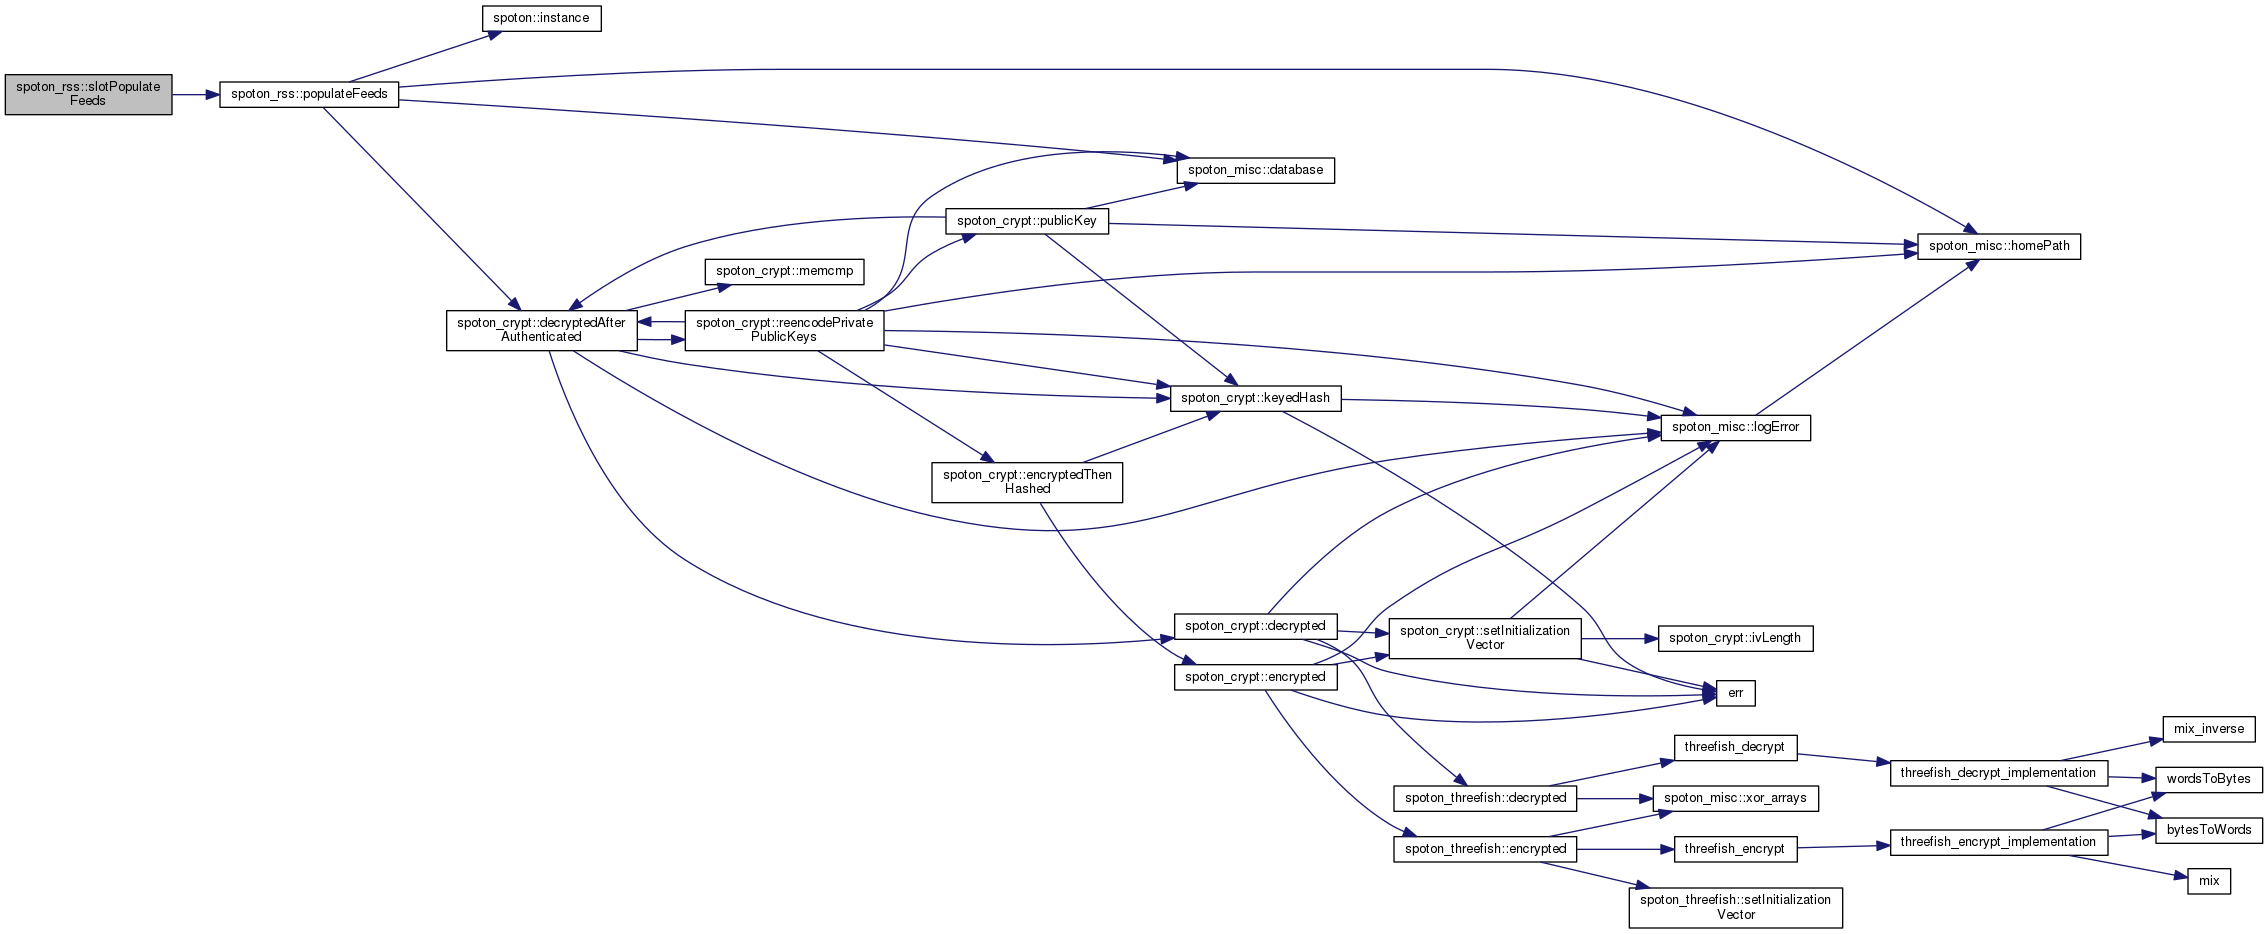 spoton::instance
spoton_rss::slotPopulate
Feeds
spoton_rss::populateFeeds
spoton_misc::database
spoton_crypt::publicKey
spoton_misc::homePath
spoton_crypt::memcmp
spoton_crypt::decryptedAfter
Authenticated
spoton_crypt::reencodePrivate
PublicKeys
spoton_crypt::keyedHash
spoton_misc::logError
spoton_crypt::encryptedThen
Hashed
spoton_crypt::decrypted
spoton_crypt::setInitialization
Vector
spoton_crypt::ivLength
spoton_crypt::encrypted
err
mix_inverse
threefish_decrypt
threefish_decrypt_implementation
wordsToBytes
spoton_threefish::decrypted
spoton_misc::xor_arrays
bytesToWords
threefish_encrypt_implementation
spoton_threefish::encrypted
threefish_encrypt
mix
spoton_threefish::setInitialization
Vector